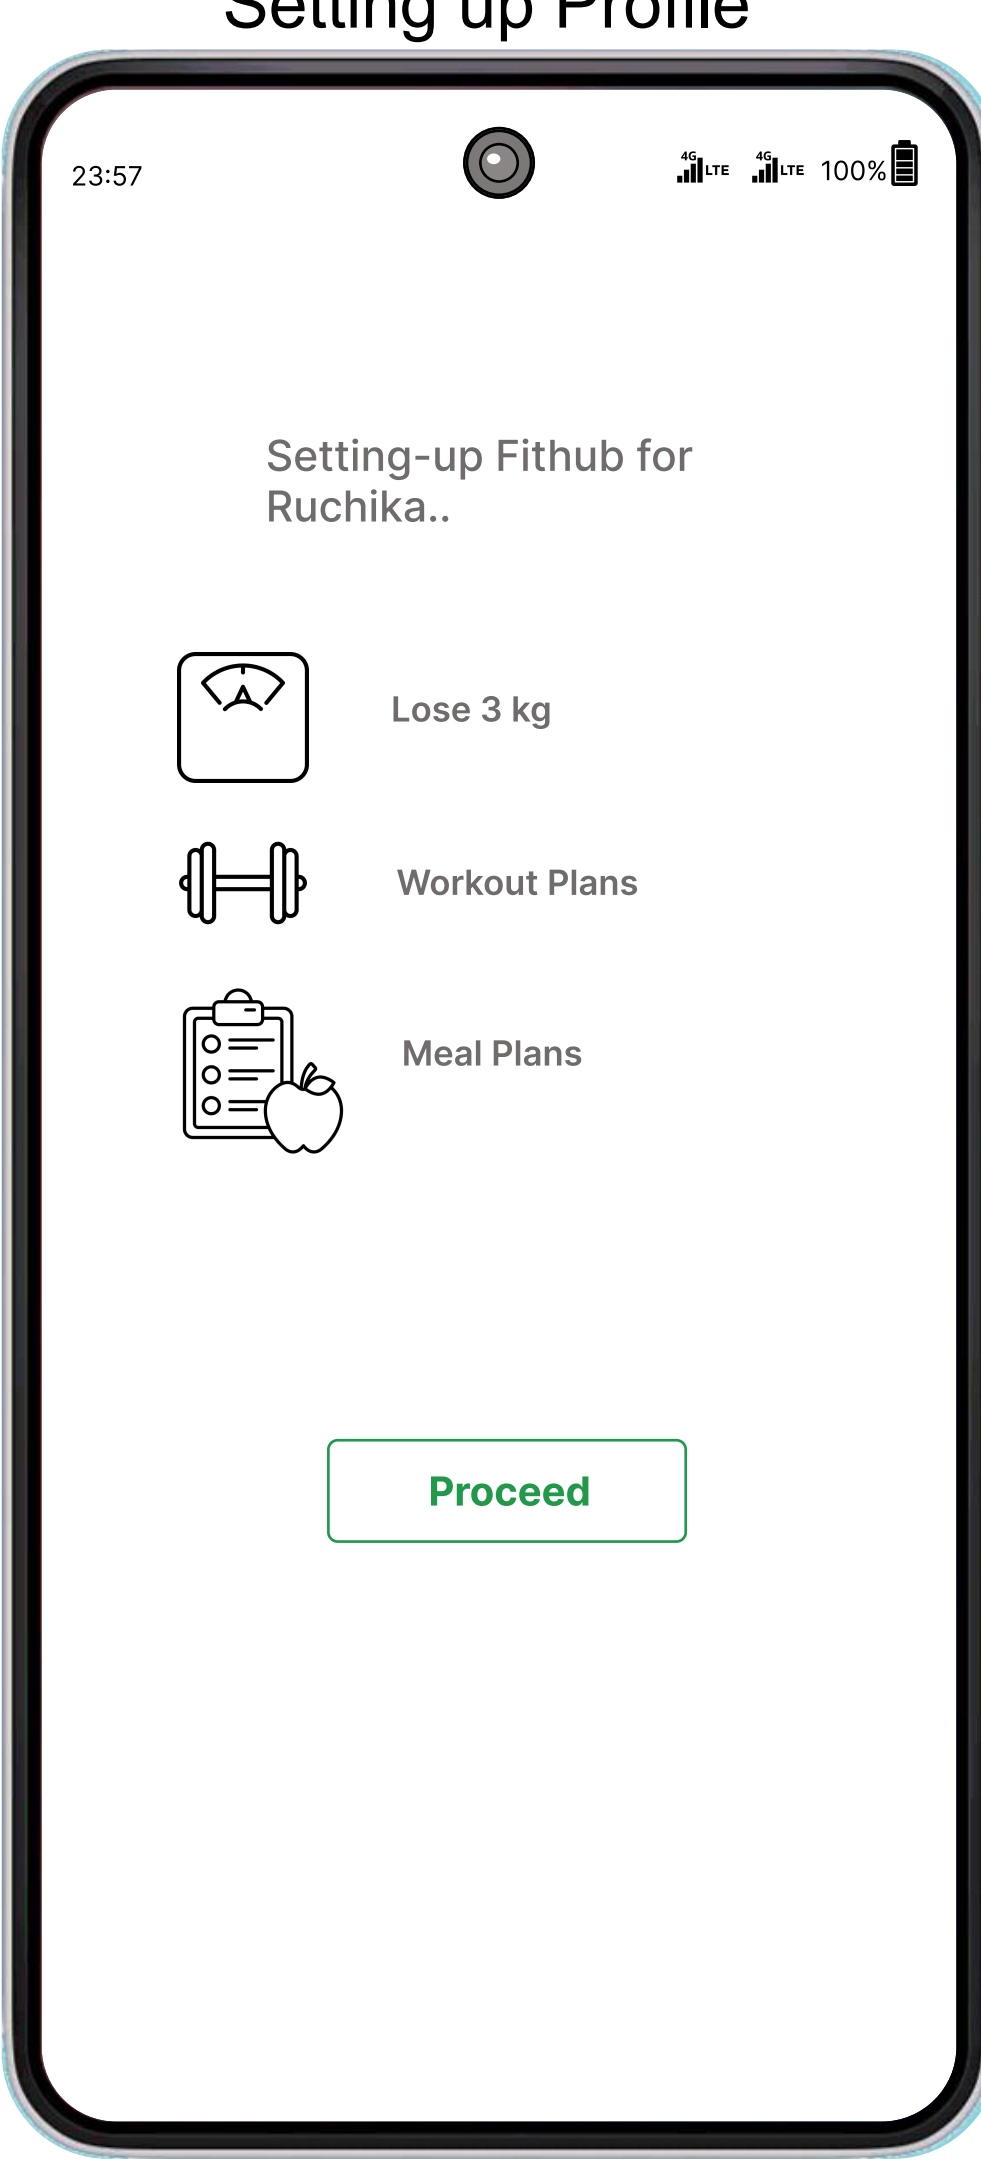 Setting up Profile
23:57
4G LTE 4G LTE 100%
Setting-up Fithub for
Ruchika..
Lose 3 kg
Workout Plans
Meal Plans
Proceed